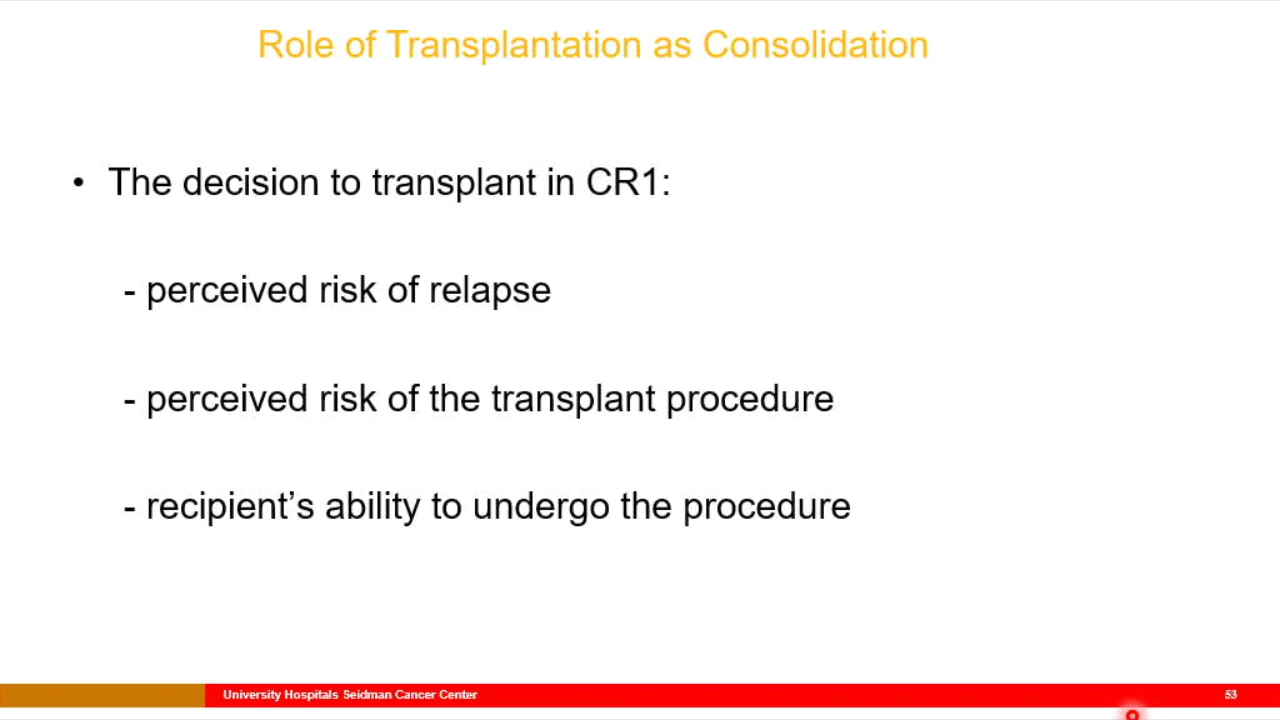 Role of Transplantation as Consolidation
• The decision to transplant in CR1:
- perceived risk of relapse
- perceived risk of the transplant procedure
- recipient’s ability to undergo the procedure
University Hospitals Seidman Cancer Center
53